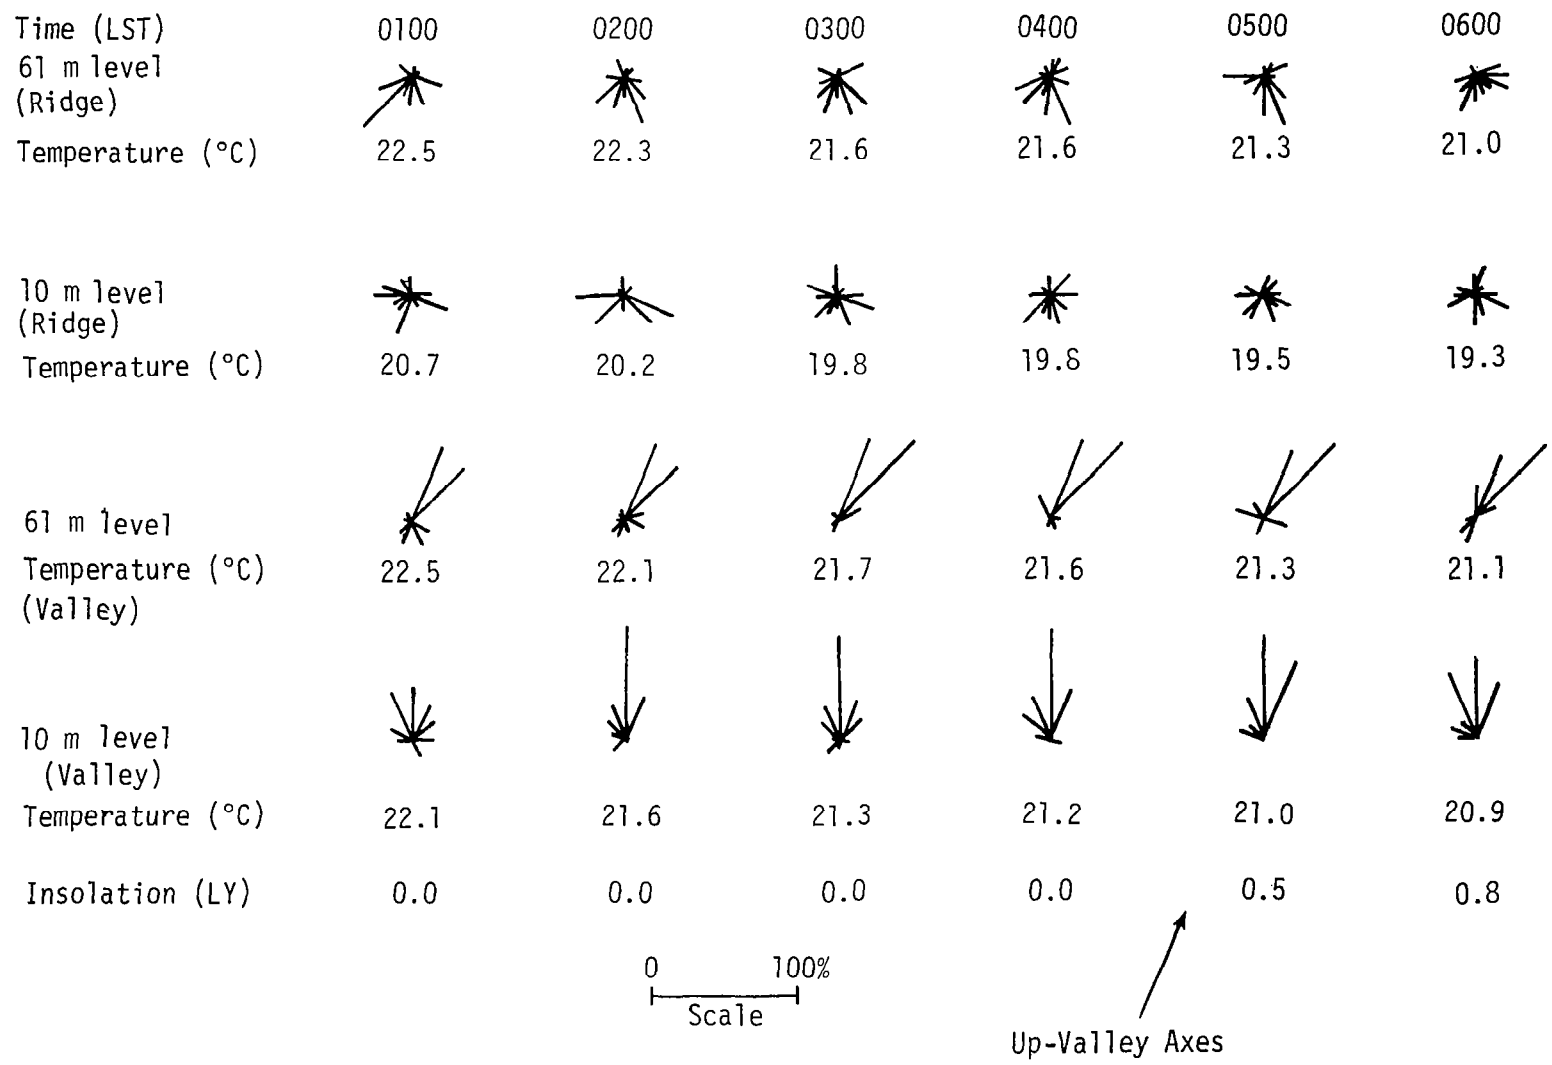 Time (LST) 0100 0200 0300 0400 0500 0600
61 m level
(Ridge)
Temperature (°C) 22.5 22.3 21.6 21.6 21.3 21.0
10 m level
(Ridge)
Temperature (°C) 20.7 20.2 19.8 19.8 19.5 19.3
61 m level
Temperature (°C) 22.5 22.1 21.7 21.6 21.3 21.1
(Valley)
10 m level
(Valley)
Temperature (°C) 22.1 21.6 21.3 21.2 21.0 20.9
Insolation (LY) 0.0 0.0 0.0 0.0 0.5 0.8
0 100%
Scale
Up-Valley Axes